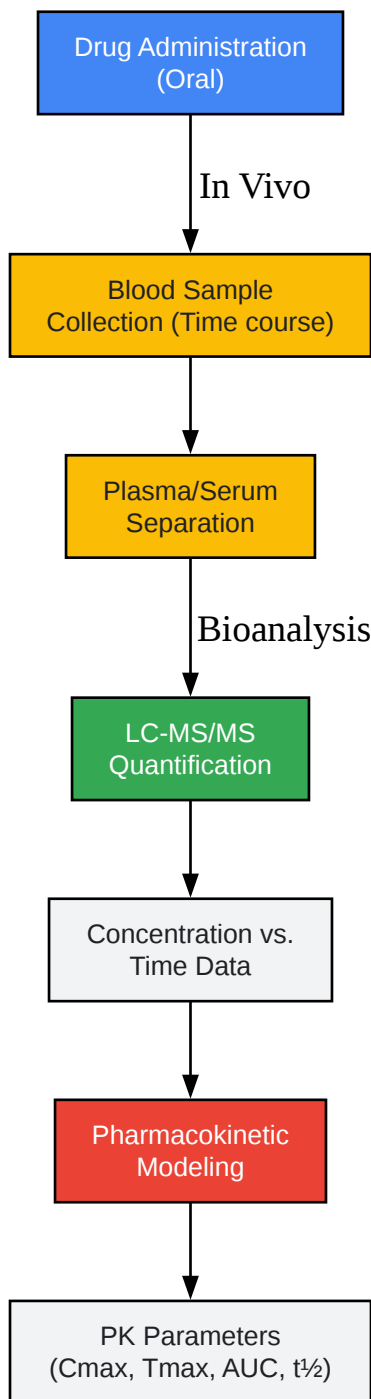 Drug Administration
(Oral)
In Vivo
Blood Sample
Collection (Time course)
Plasma/Serum
Separation
Bioanalysis
LC-MS/MS
Quantification
Concentration vs.
Time Data
Pharmacokinetic
Modeling
PK Parameters
(Cmax, Tmax, AUC, t½)